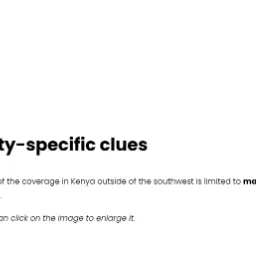 ty-specific clues
of the coverage in Kenya outside of the southwest is limited to ma
.
an click on the image to enlarge it.